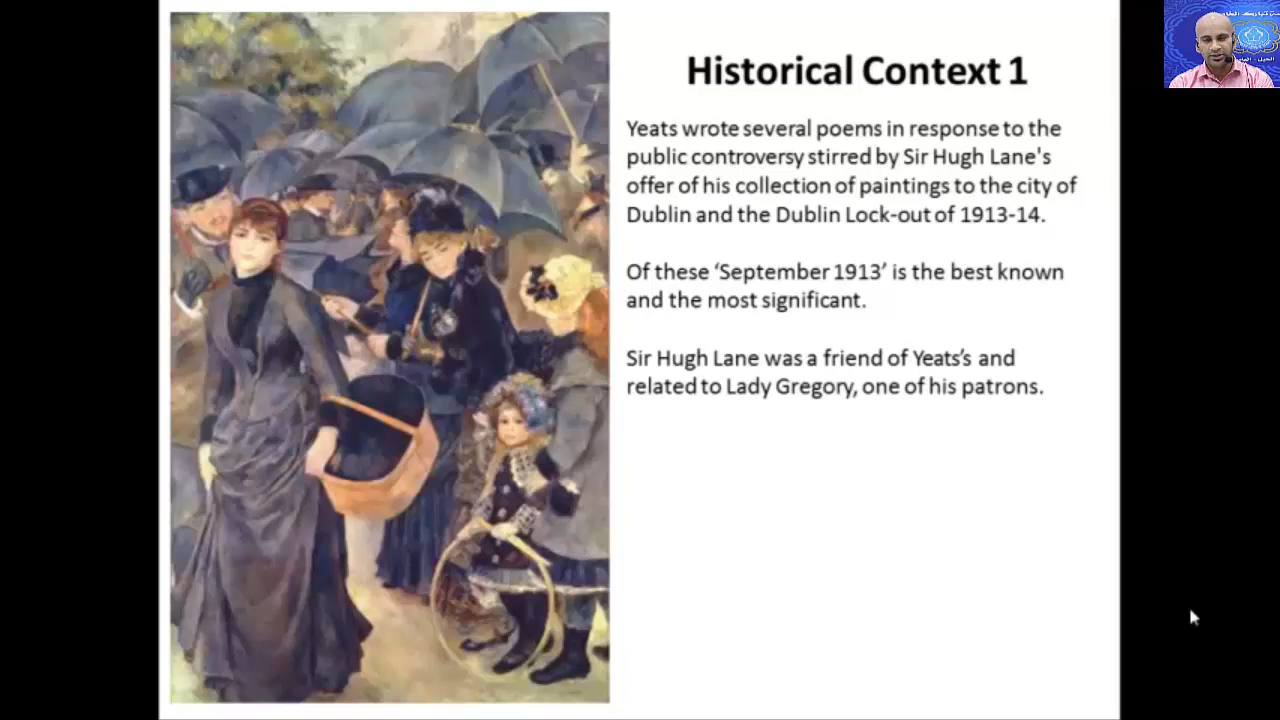 Historical Context 1
Yeats wrote several poems in response to the
public controversy stirred by Sir Hugh Lane's
offer of his collection of paintings to the city of
Dublin and the Dublin Lock-out of 1913-14.
Of these ‘September 1913’ is the best known
and the most significant.
Sir Hugh Lane was a friend of Yeats’s and
related to Lady Gregory, one of his patrons.